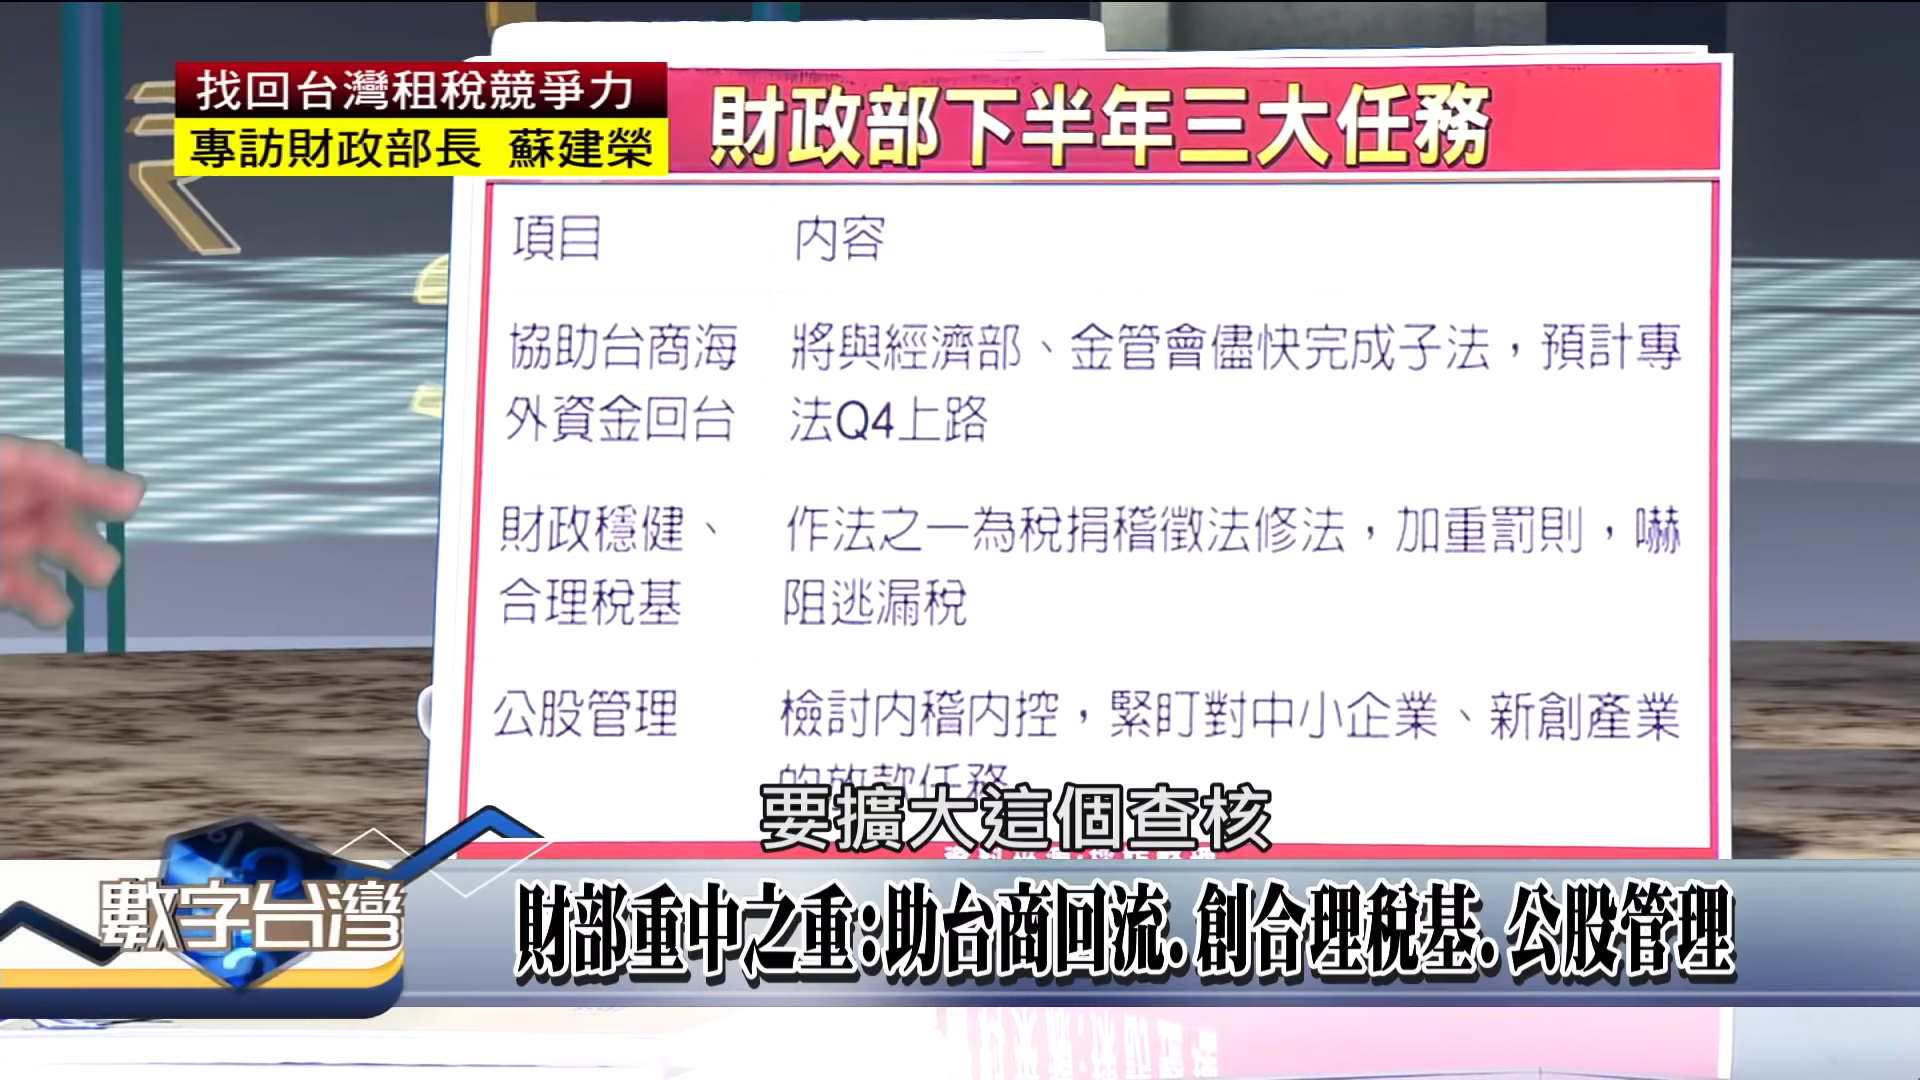 找回台灣租稅競爭力
專訪財政部長 蘇建榮
財政部下半年三大任務
項目 內容
協助台商海 將與經濟部、金管會儘快完成子法，預計專
外資金回台 法Q4上路
財政穩健、 作法之一為稅捐稽徵法修法，加重罰則，嚇
合理稅基 阻逃漏稅
公股管理 檢討內稽內控，緊盯對中小企業、新創產業
的放款任務
要擴大這個查核
數字台灣
財部重中之重:助台商回流.創合理稅基.公股管理